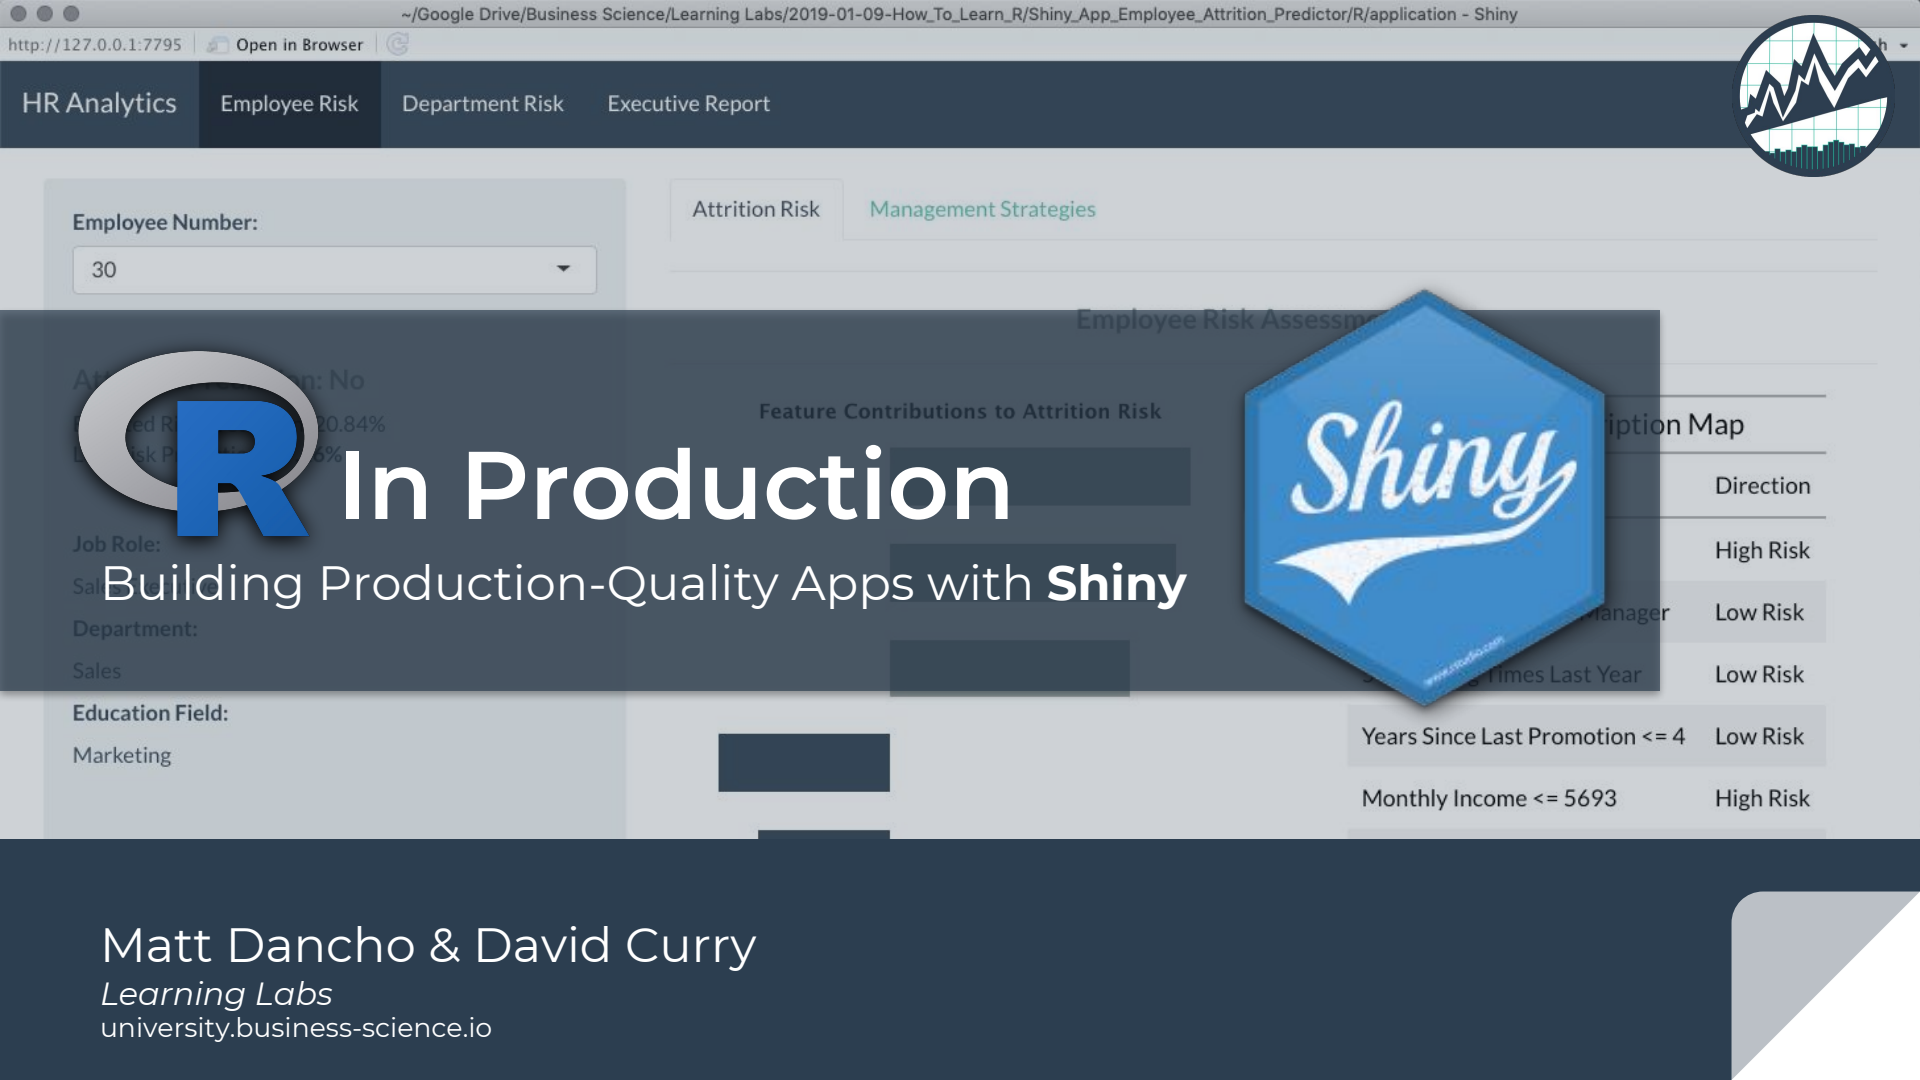 ~/Google Drive/Business Science/Learning Labs/2019-01-09-How_To_Learn_R/Shiny_App_Employee_Attrition_Predictor/R/application - Shiny
http://127.0.0.1:7795 Open in Browser
HR Analytics Employee Risk Department Risk Executive Report
Employee Number:
30
Attrition Risk Management Strategies
Employee Risk
No
20.84%
Feature Contributions to Attrition Risk
Map
Direction
High Risk
Low Risk
Times Last Year Low Risk
Years Since Last Promotion <= 4 Low Risk
Monthly Income <= 5693 High Risk
R In Production
Building Production-Quality Apps with Shiny
Shiny
www.rstudio.com
Job Role:
Department:
Sales
Education Field:
Marketing
Matt Dancho & David Curry
Learning Labs
university.business-science.io